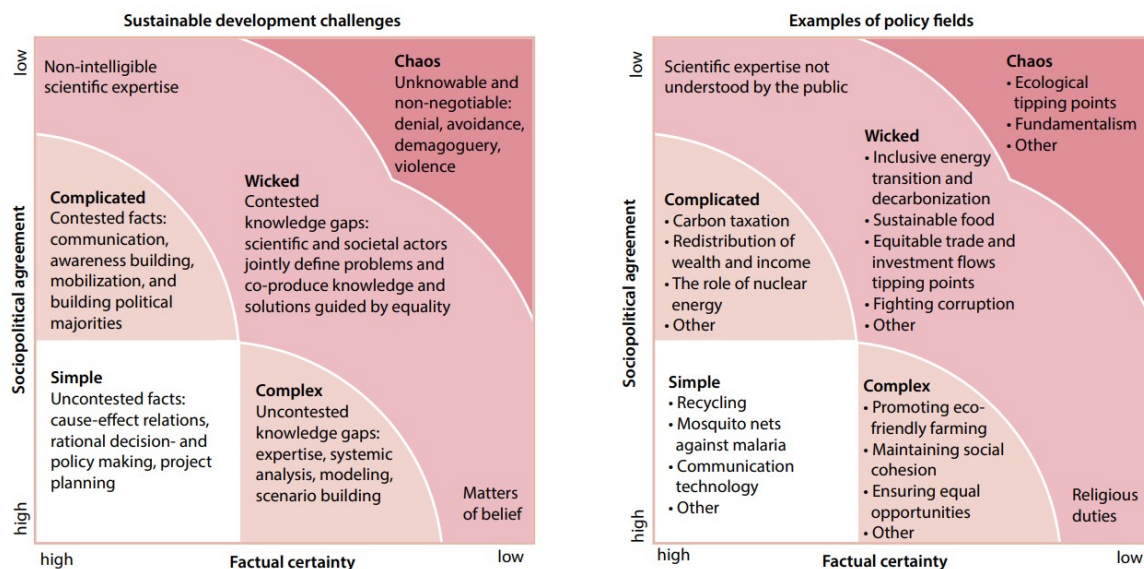 Sustainable development challenges
low
Non-intelligible
scientific expertise
Chaos
Unknowable and
non-negotiable:
denial, avoidance,
demagoguery,
violence
Complicated
Contested facts:
communication,
awareness building,
mobilization, and
building political
majorities
Wicked
Contested
knowledge gaps:
scientific and societal actors
jointly define problems and
co-produce knowledge and
solutions guided by equality
Sociopolitical agreement
Simple
Uncontested facts:
cause-effect relations,
rational decision- and
policy making, project
planning
Complex
Uncontested
knowledge gaps:
expertise, systemic
analysis, modeling,
scenario building
Matters
of belief
high
high
Factual certainty
low
Examples of policy fields
low
Scientific expertise not
understood by the public
Chaos
• Ecological
tipping points
• Fundamentalism
• Other
Complicated
• Carbon taxation
• Redistribution of
wealth and income
• The role of nuclear
energy
• Other
Wicked
• Inclusive energy
transition and
decarbonization
• Sustainable food
• Equitable trade and
investment flows
tipping points
• Fighting corruption
• Other
Sociopolitical agreement
Simple
• Recycling
• Mosquito nets
against malaria
• Communication
technology
• Other
Complex
• Promoting eco-
friendly farming
• Maintaining social
cohesion
• Ensuring equal
opportunities
• Other
Religious
duties
high
high
Factual certainty
low